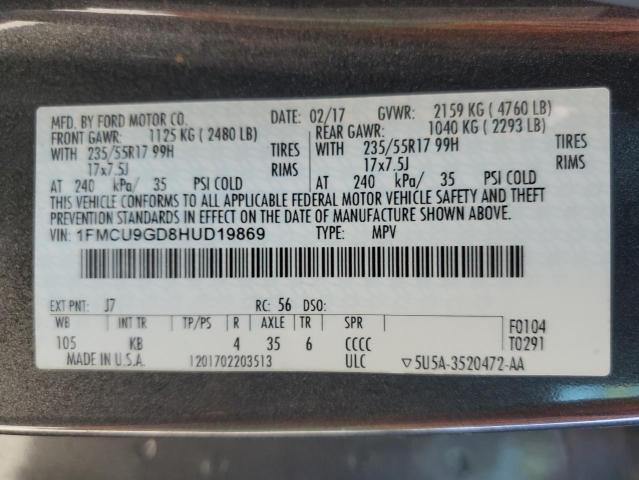 MFD. BY FORD MOTOR CO. DATE: 02/17 GVWR: 2159 KG ( 4760 LB)
FRONT GAWR: 1125 KG ( 2480 LB) REAR GAWR: 1040 KG ( 2293 LB)
WITH 235/55R17 99H TIRES WITH 235/55R17 99H TIRES
17x7.5J RIMS 17x7.5J RIMS
AT 240 kPa/ 35 PSI COLD AT 240 kPa/ 35 PSI COLD
THIS VEHICLE CONFORMS TO ALL APPLICABLE FEDERAL MOTOR VEHICLE SAFETY AND THEFT
PREVENTION STANDARDS IN EFFECT ON THE DATE OF MANUFACTURE SHOWN ABOVE.
VIN: 1FMCU9GD8HUD19869 TYPE: MPV
EXT PNT: J7 RC: 56 DSO:
WB INT TR TP/PS R AXLE TR SPR F0104
105 KB 4 35 6 CCCC T0291
MADE IN U.S.A. 1201702203513 ULC ▽5U5A-3520472-AA